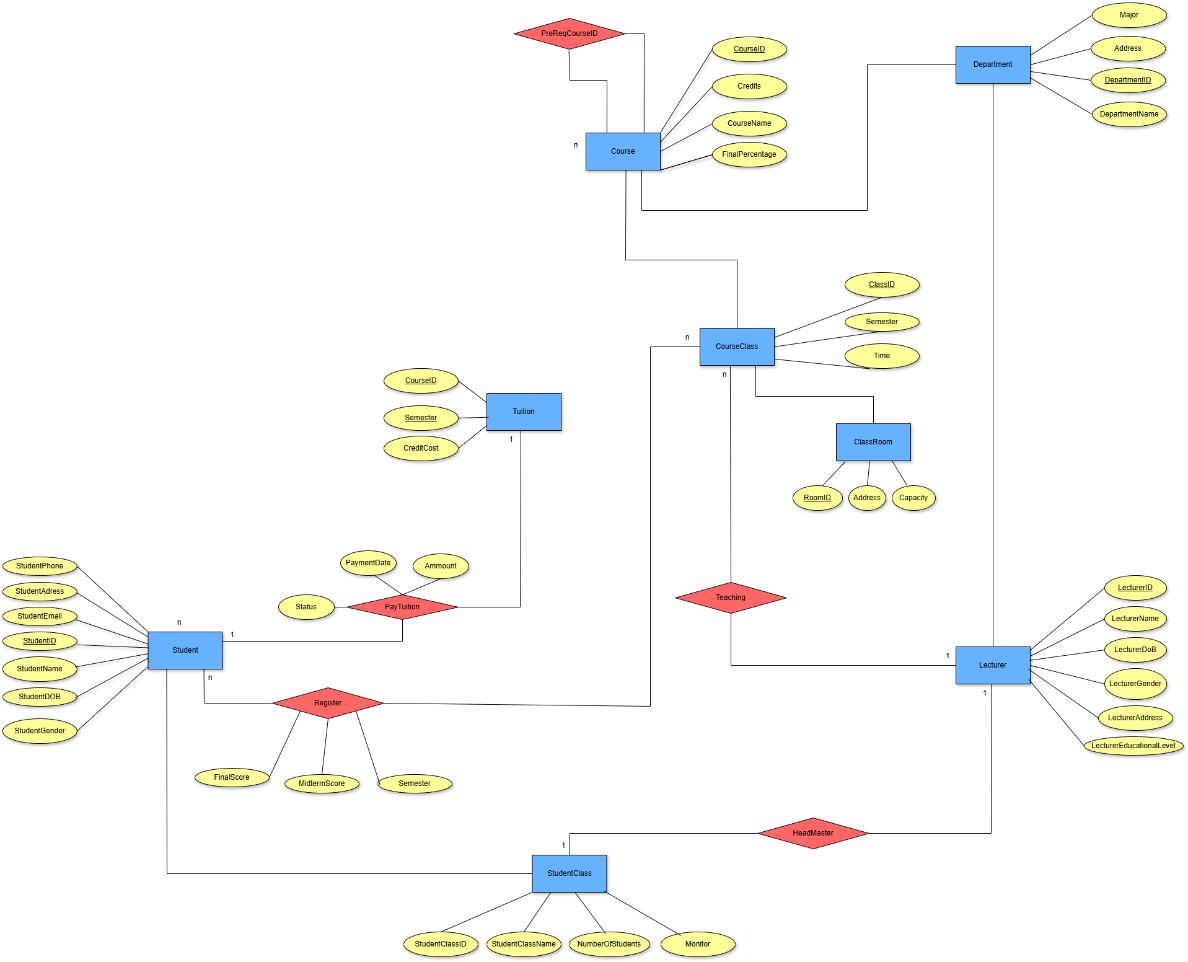 Major
PreReqCourseID
CourseID
Address
Department
DepartmentID
Credits
DepartmentName
CourseName
n
Course
FinalPercentage
ClassID
Semester
n
CourseClass
Time
n
CourseID
Tuition
Semester
CreditCost
1
ClassRoom
RoomID
Address
Capacity
StudentPhone
PaymentDate
Ammount
StudentAdress
Status
PayTuition
Teaching
LecturerID
StudentEmail
n
LecturerName
StudentID
1
Student
LecturerDoB
1
Lecturer
StudentName
n
LecturerGender
1
StudentDOB
Register
LecturerAddress
StudentGender
LecturerEducationalLevel
FinalScore
MidtermScore
Semester
HeadMaster
1
StudentClass
StudentClassID
StudentClassName
NumberOfStudents
Monitor